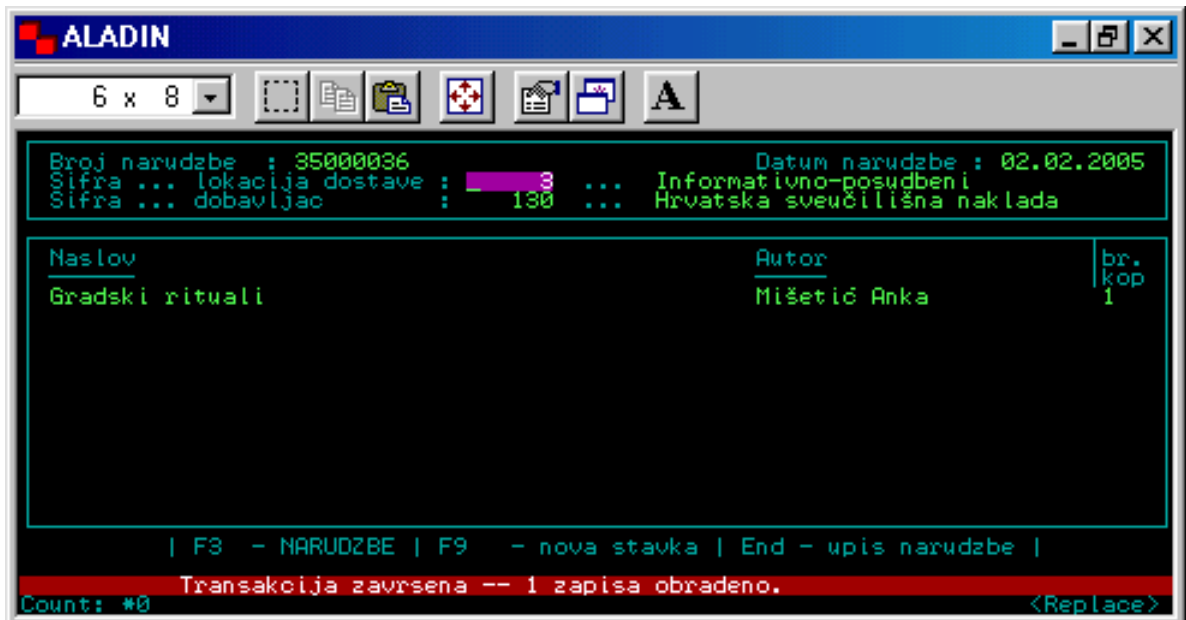 ALADIN
6 x 8 A
Broj narudzbe : 35000036 Datum narudzbe : 02.02.2005
Sifra ... lokacija dostave : _ 3 ... Informativno-posudbeni
Sifra ... dobavljac : 130 ... Hrvatska sveučilišna naklada
Naslov Autor br.
kop
Gradski rituali Mišetić Anka 1
| F3 - NARUDZBE | F9 - nova stavka | End - upis narudzbe |
Transakcija zavrsena -- 1 zapisa obradeno.
Count: *0 <Replace>